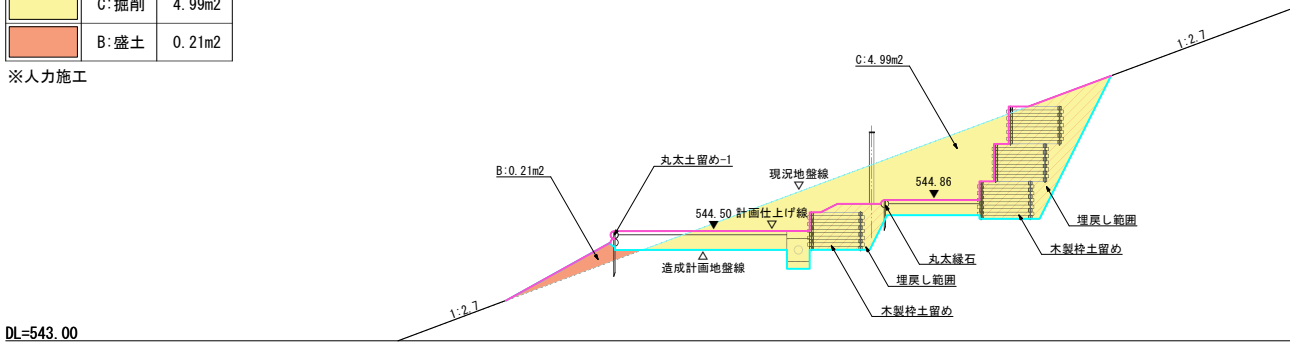 C:掘削 4.99m2
B:盛土 0.21m2
※人力施工
1:2.7
C:4.99m2
丸太土留め-1
B:0.21m2
現況地盤線
544.86
544.50 計画仕上げ線
埋戻し範囲
木製枠土留め
丸太縁石
造成計画地盤線
埋戻し範囲
木製枠土留め
1:2.7
DL=543.00